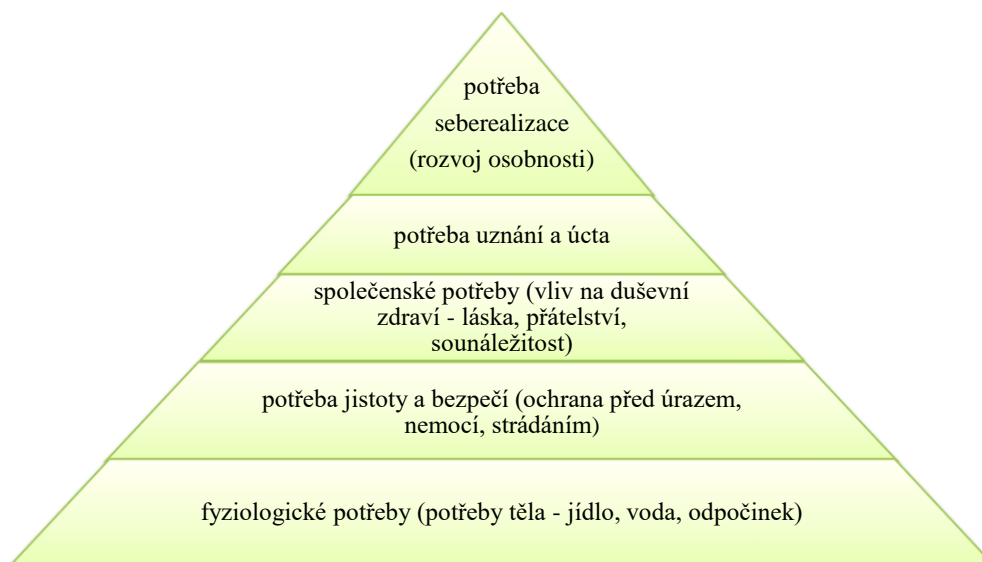 potřeba
seberealizace
(rozvoj osobnosti)
potřeba uznání a úcta
společenské potřeby (vliv na duševní
zdraví - láska, přátelství,
sounáležitost)
potřeba jistoty a bezpečí (ochrana před úrazem,
nemocí, strádáním)
fyziologické potřeby (potřeby těla - jídlo, voda, odpočinek)